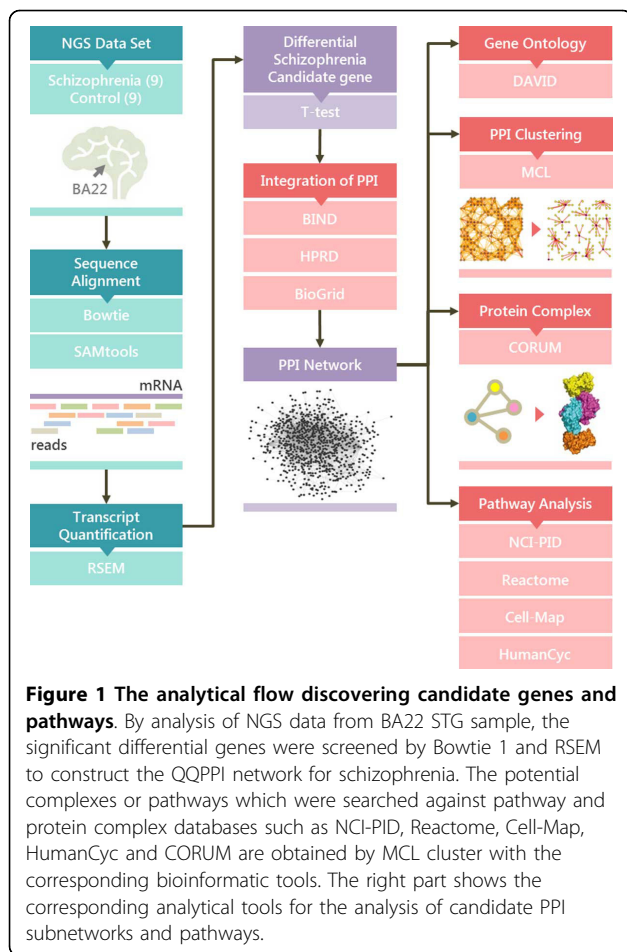 NGS Data Set
Schizophrenia (9)
Control (9)
BA22
Sequence
Alignment
Bowtie
SAMtools
mRNA
reads
Transcript
Quantification
RSEM
Differential
Schizophrenia
Candidate gene
T-test
Integration of PPI
BIND
HPRD
BioGrid
PPI Network
Gene Ontology
DAVID
PPI Clustering
MCL
Protein Complex
CORUM
Pathway Analysis
NCI-PID
Reactome
Cell-Map
HumanCyc
Figure 1 The analytical flow discovering candidate genes and
pathways. By analysis of NGS data from BA22 STG sample, the
significant differential genes were screened by Bowtie 1 and RSEM
to construct the QQPPI network for schizophrenia. The potential
complexes or pathways which were searched against pathway and
protein complex databases such as NCI-PID, Reactome, Cell-Map,
HumanCyc and CORUM are obtained by MCL cluster with the
corresponding bioinformatic tools. The right part shows the
corresponding analytical tools for the analysis of candidate PPI
subnetworks and pathways.